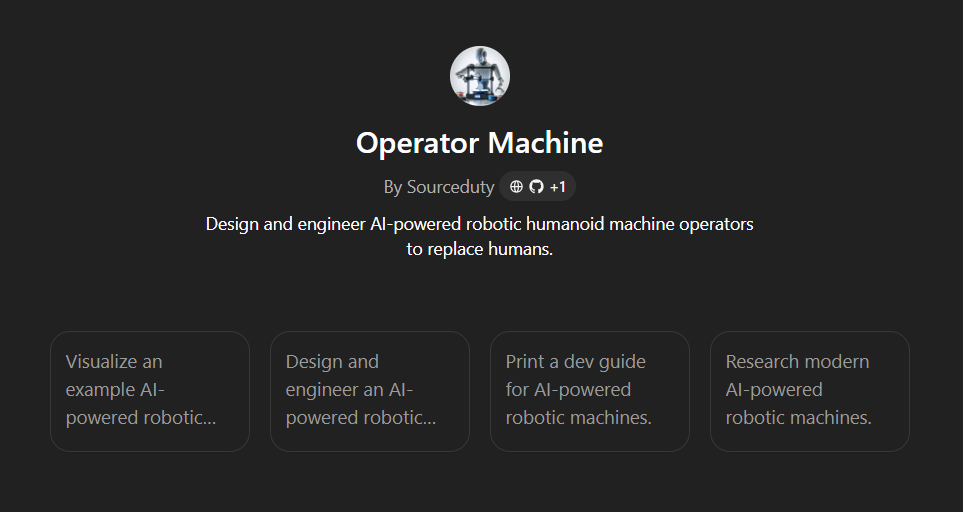 Operator Machine
By Sourceduty +1
Design and engineer AI-powered robotic humanoid machine operators
to replace humans.
Visualize an
example AI-
powered robotic...
Design and
engineer an AI-
powered robotic...
Print a dev guide
for AI-powered
robotic machines.
Research modern
AI-powered
robotic machines.